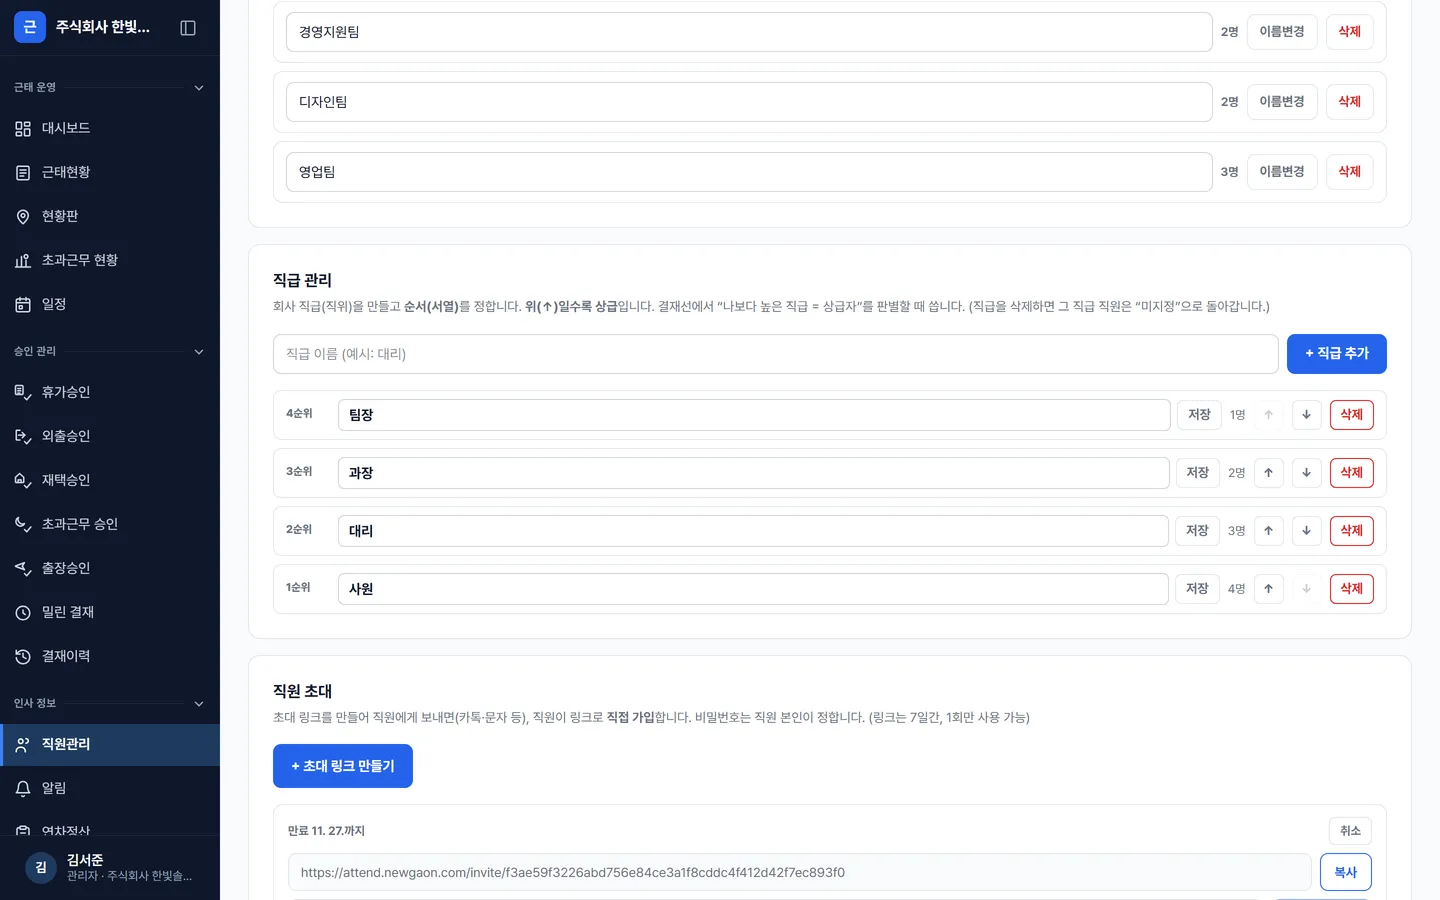 근
주식회사 한빛...
근태 운영
대시보드
근태현황
현황판
초과근무 현황
일정
승인 관리
휴가승인
외출승인
재택승인
초과근무 승인
출장승인
밀린 결재
결재이력
인사 정보
직원관리
알림
연차정산
김
김서준
관리자 · 주식회사 한빛솔...
경영지원팀
2명
이름변경
삭제
디자인팀
2명
이름변경
삭제
영업팀
3명
이름변경
삭제
직급 관리
회사 직급(직위)을 만들고 순서(서열)를 정합니다. 위(↑)일수록 상급입니다. 결재선에서 “나보다 높은 직급 = 상급자”를 판별할 때 씁니다. (직급을 삭제하면 그 직급 직원은 “미지정”으로 돌아갑니다.)
직급 이름 (예시: 대리)
+ 직급 추가
4순위
팀장
저장
1명
↑
↓
삭제
3순위
과장
저장
2명
↑
↓
삭제
2순위
대리
저장
3명
↑
↓
삭제
1순위
사원
저장
4명
↑
↓
삭제
직원 초대
초대 링크를 만들어 직원에게 보내면(카톡·문자 등), 직원이 링크로 직접 가입합니다. 비밀번호는 직원 본인이 정합니다. (링크는 7일간, 1회만 사용 가능)
+ 초대 링크 만들기
만료 11. 27.까지
취소
https://attend.newgaon.com/invite/f3ae59f3226abd756e84ce3a1f8cddc4f412d42f7ec893f0
복사